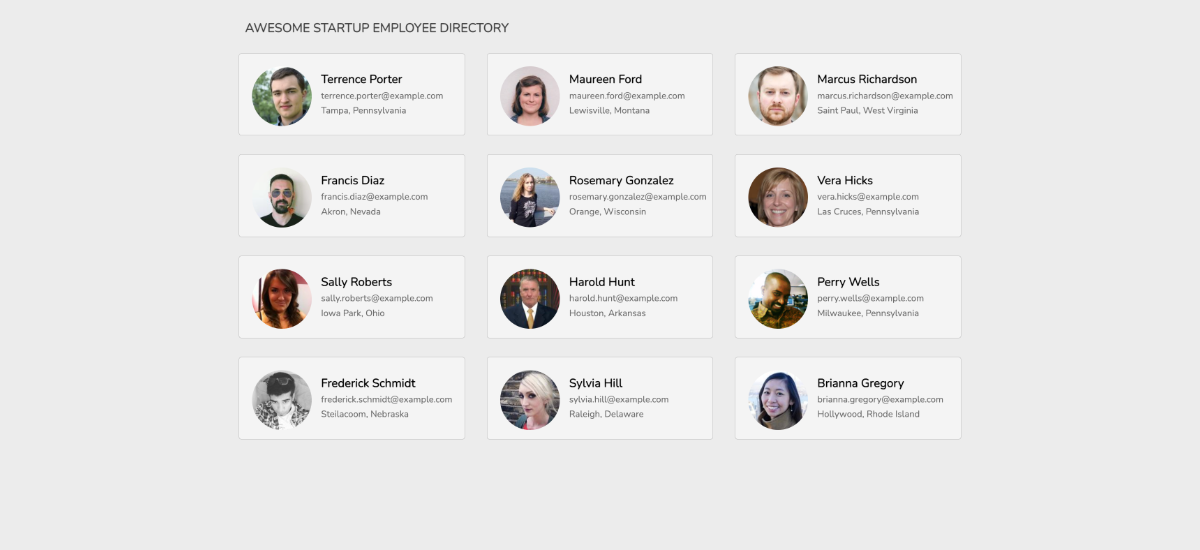 AWESOME STARTUP EMPLOYEE DIRECTORY
Terrence Porter
terrence.porter@example.com
Tampa, Pennsylvania
Maureen Ford
maureen.ford@example.com
Lewisville, Montana
Marcus Richardson
marcus.richardson@example.com
Saint Paul, West Virginia
Francis Diaz
francis.diaz@example.com
Akron, Nevada
Rosemary Gonzalez
rosemary.gonzalez@example.com
Orange, Wisconsin
Vera Hicks
vera.hicks@example.com
Las Cruces, Pennsylvania
Sally Roberts
sally.roberts@example.com
Iowa Park, Ohio
Harold Hunt
harold.hunt@example.com
Houston, Arkansas
Perry Wells
perry.wells@example.com
Milwaukee, Pennsylvania
Frederick Schmidt
frederick.schmidt@example.com
Steilacoom, Nebraska
Sylvia Hill
sylvia.hill@example.com
Raleigh, Delaware
Brianna Gregory
brianna.gregory@example.com
Hollywood, Rhode Island